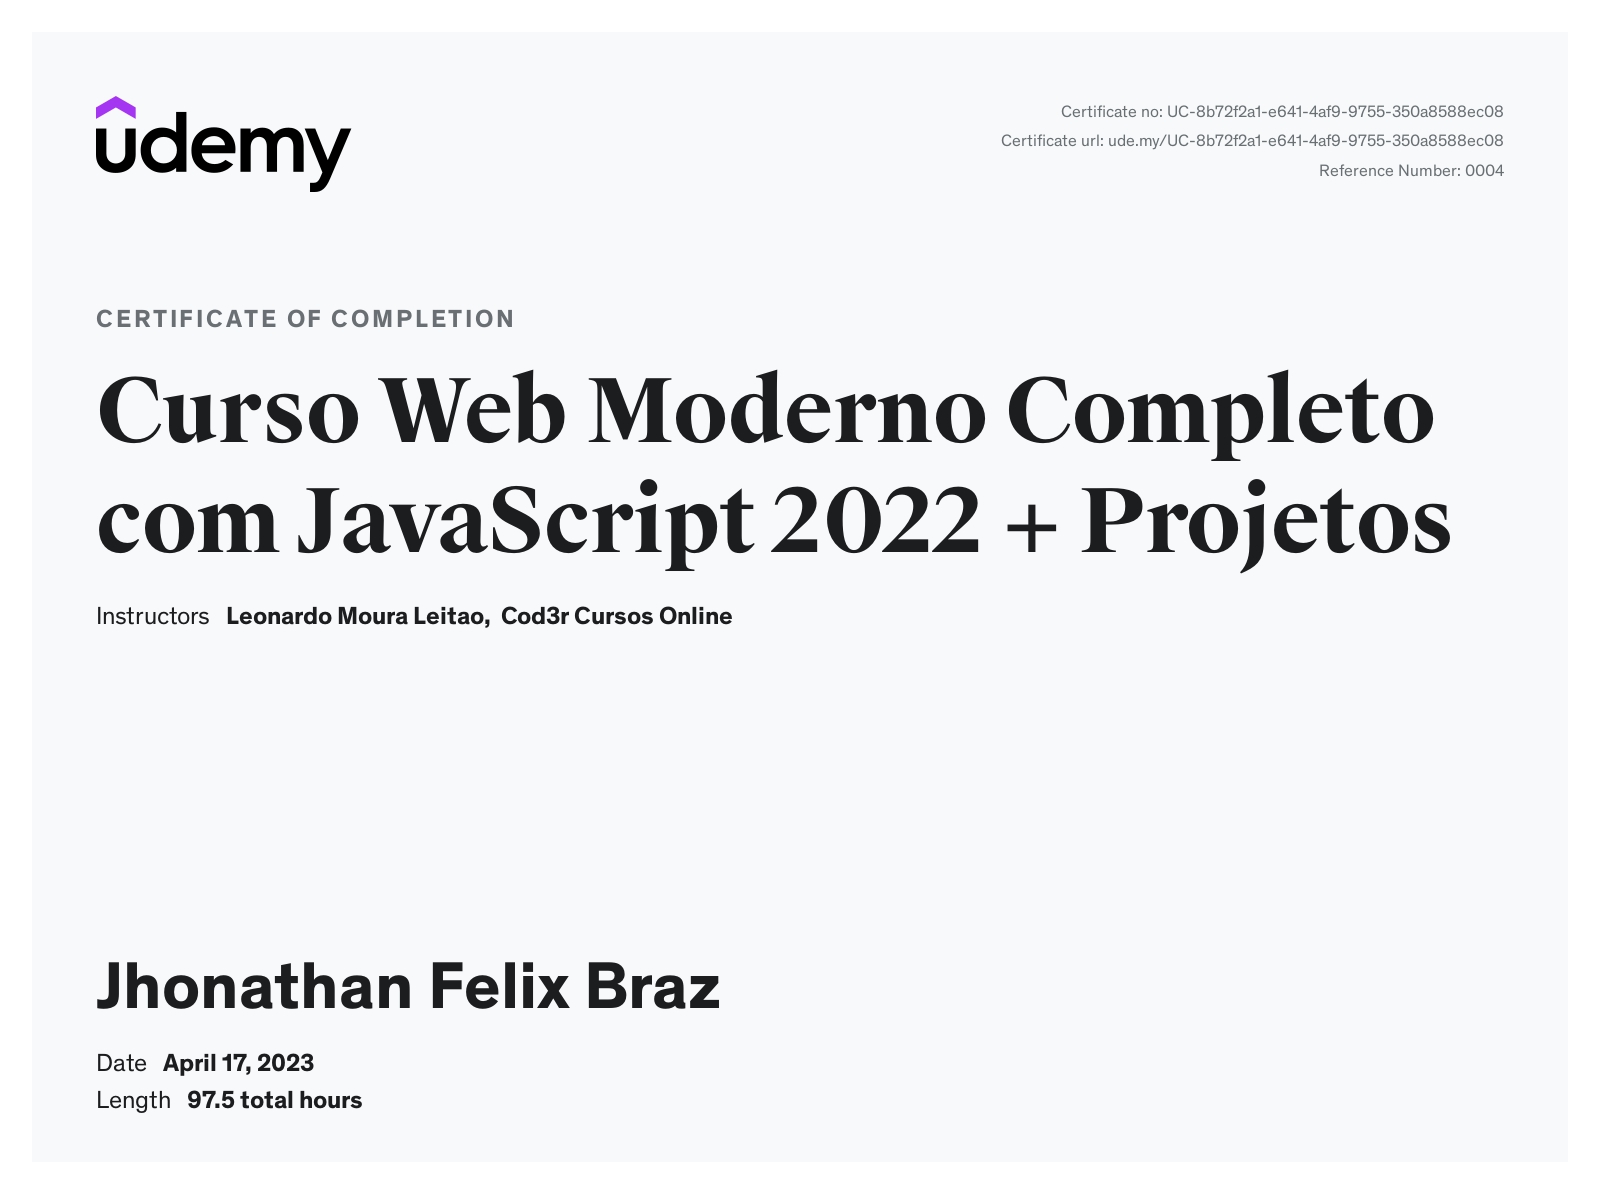 udemy
Certificate no: UC-8b72f2a1-e641-4af9-9755-350a8588ec08
Certificate url: ude.my/UC-8b72f2a1-e641-4af9-9755-350a8588ec08
Reference Number: 0004
CERTIFICATE OF COMPLETION
Curso Web Moderno Completo
com JavaScript 2022 + Projetos
Instructors Leonardo Moura Leitao, Cod3r Cursos Online
Jhonathan Felix Braz
Date April 17, 2023
Length 97.5 total hours